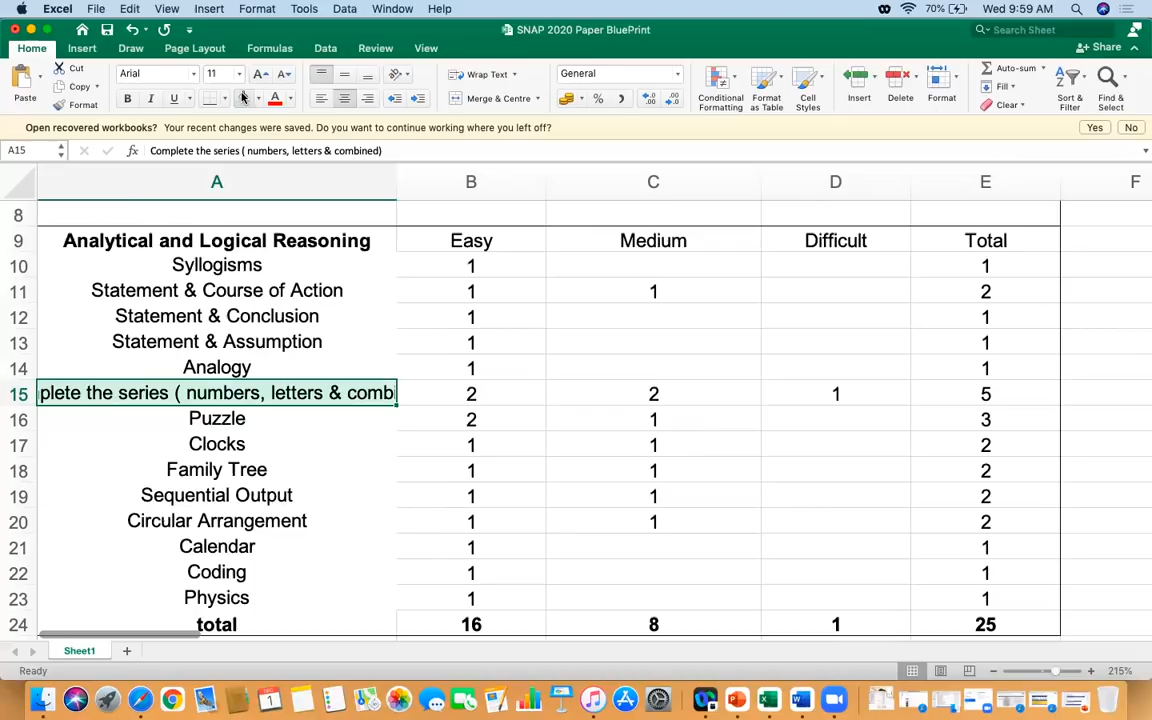 Excel File Edit View Insert Format Tools Data Window Help 70% Wed 9:59 AM
SNAP 2020 Paper BluePrint Search Sheet
Home Insert Draw Page Layout Formulas Data Review View Share
Paste Cut Copy Format Arial 11 A A Wrap Text General Conditional Formatting Format as Table Cell Styles Insert Delete Format Auto-sum Fill Clear Sort & Filter Find & Select
B I U A Merge & Centre %
Open recovered workbooks? Your recent changes were saved. Do you want to continue working where you left off? Yes No
A15 fx Complete the series ( numbers, letters & combined)
A B C D E F
8
9 Analytical and Logical Reasoning Easy Medium Difficult Total
10 Syllogisms 1 1
11 Statement & Course of Action 1 1 2
12 Statement & Conclusion 1 1
13 Statement & Assumption 1 1
14 Analogy 1 1
15 plete the series ( numbers, letters & combi 2 2 1 5
16 Puzzle 2 1 3
17 Clocks 1 1 2
18 Family Tree 1 1 2
19 Sequential Output 1 1 2
20 Circular Arrangement 1 1 2
21 Calendar 1 1
22 Coding 1 1
23 Physics 1 1
24 total 16 8 1 25
Sheet1
Ready 215%